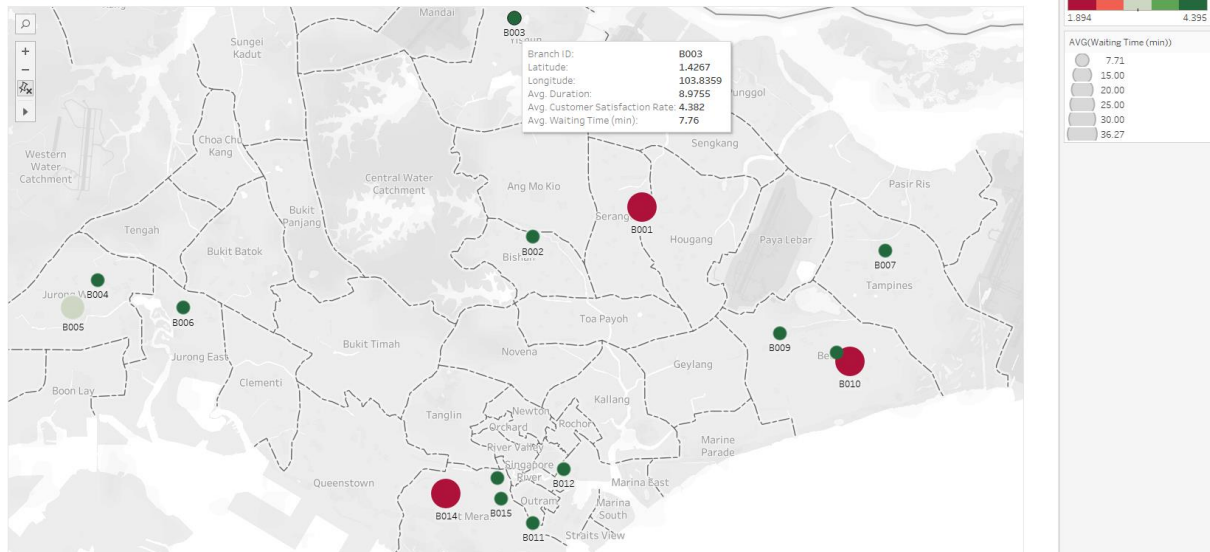 Mandai
B003
Branch ID: B003
Latitude: 1.4267
Longitude: 103.8359
Avg. Duration: 8.9755
Avg. Customer Satisfaction Rate: 4.382
Avg. Waiting Time (min): 7.76
Sungei
Kadut
Choa Chu
Kang
Western
Water
Catchment
Central Water
Catchment
Ang Mo Kio
Sengkang
Pasir Ris
Bukit
Panjang
Tengah
Bukit Batok
B001
Hougang
Paya Lebar
B002
B007
Tampines
B004
B005
B006
Jurong East
Toa Payoh
Bukit Timah
Novena
Geylang
B009
B010
Boon Lay
Clementi
Tanglin
Newton
Orchard
Rochor
Kallang
River Valley
Singapore
River
Marine
Parade
Queenstown
B012
Marina East
B014
B015
Outram
Marina
South
B011
Straits View
1.894 4.395
AVG(Waiting Time (min))
7.71
15.00
20.00
25.00
30.00
36.27